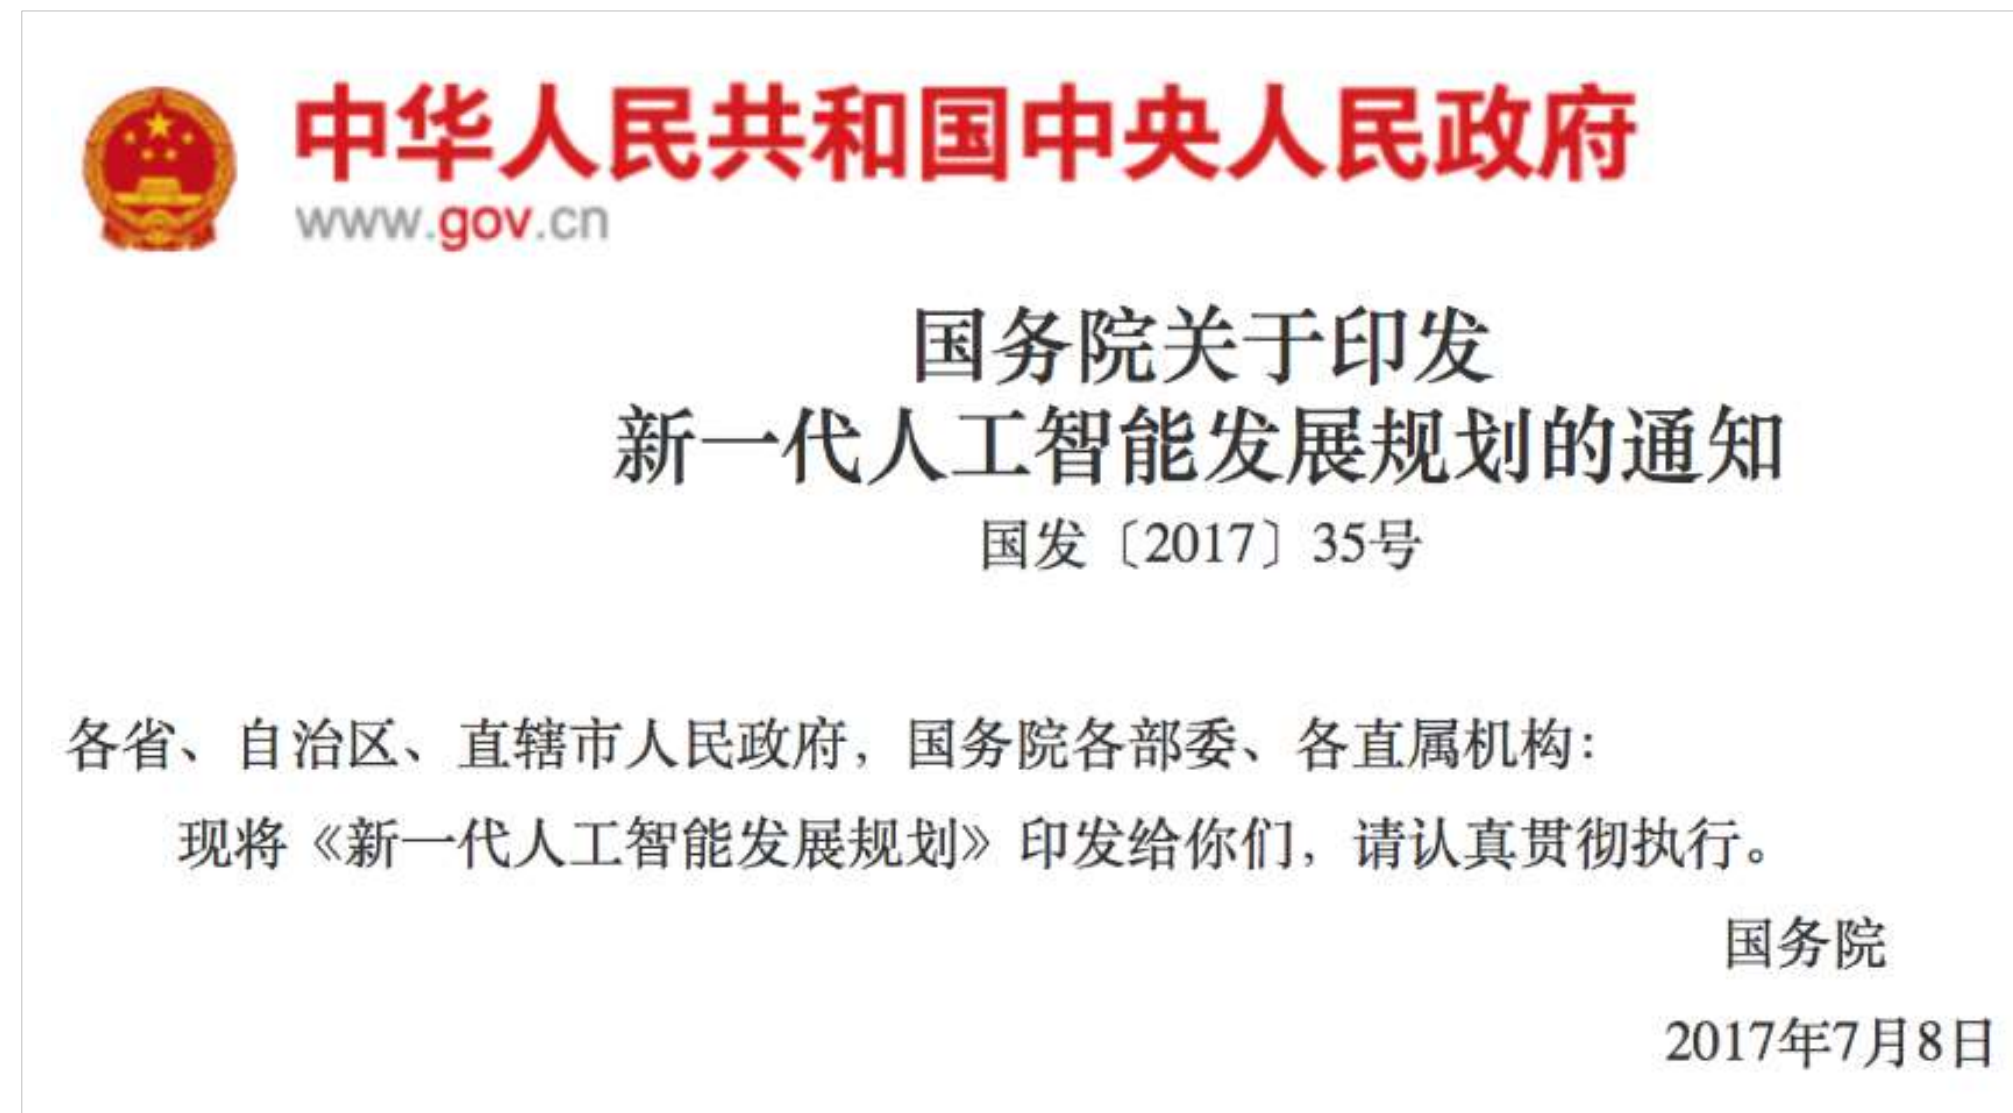 中华人民共和国中央人民政府
www.gov.cn
国务院关于印发
新一代人工智能发展规划的通知
国发〔2017〕35号
各省、自治区、直辖市人民政府，国务院各部委、各直属机构：
现将《新一代人工智能发展规划》印发给你们，请认真贯彻执行。
国务院
2017年7月8日